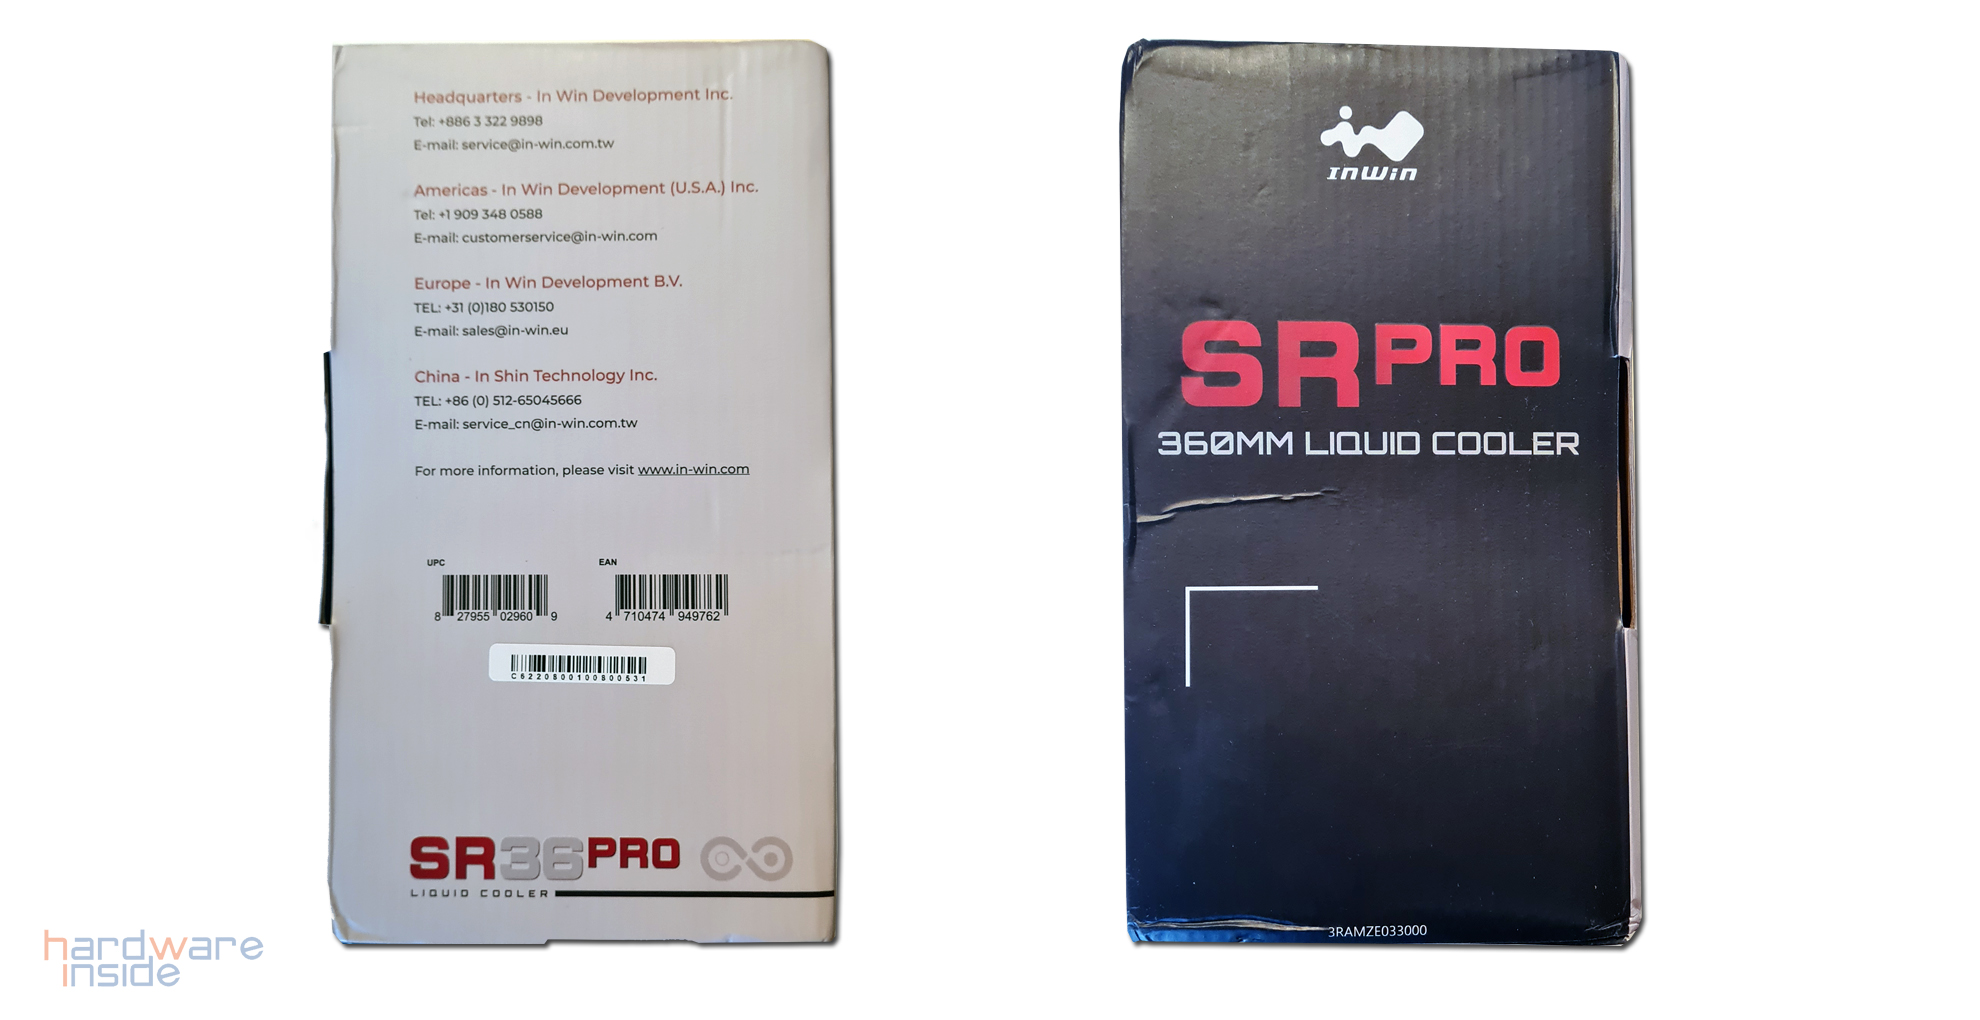 Headquarters - In Win Development Inc.
Tel: +886 3 322 9898
E-mail: service@in-win.com.tw
Americas - In Win Development (U.S.A.) Inc.
Tel: +1 909 348 0588
E-mail: customerservice@in-win.com
Europe - In Win Development B.V.
TEL: +31 (0)180 530150
E-mail: sales@in-win.eu
China - In Shin Technology Inc.
TEL: +86 (0) 512-65045666
E-mail: service_cn@in-win.com.tw
For more information, please visit www.in-win.com
UPC EAN
8 27955 02960 9 4 710474 949762
C6220800100800531
SR36PRO
LIQUID COOLER
InWin
SR PRO
360MM LIQUID COOLER
3RAMZE033000
hardware
inside